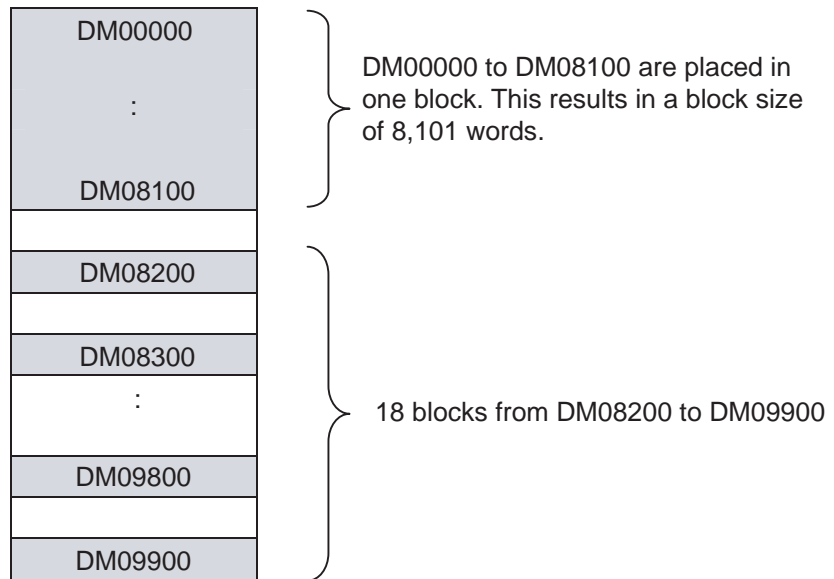 DM00000
:
DM08100
DM00000 to DM08100 are placed in
one block. This results in a block size
of 8,101 words.
DM08200
DM08300
:
DM09800
DM09900
18 blocks from DM08200 to DM09900